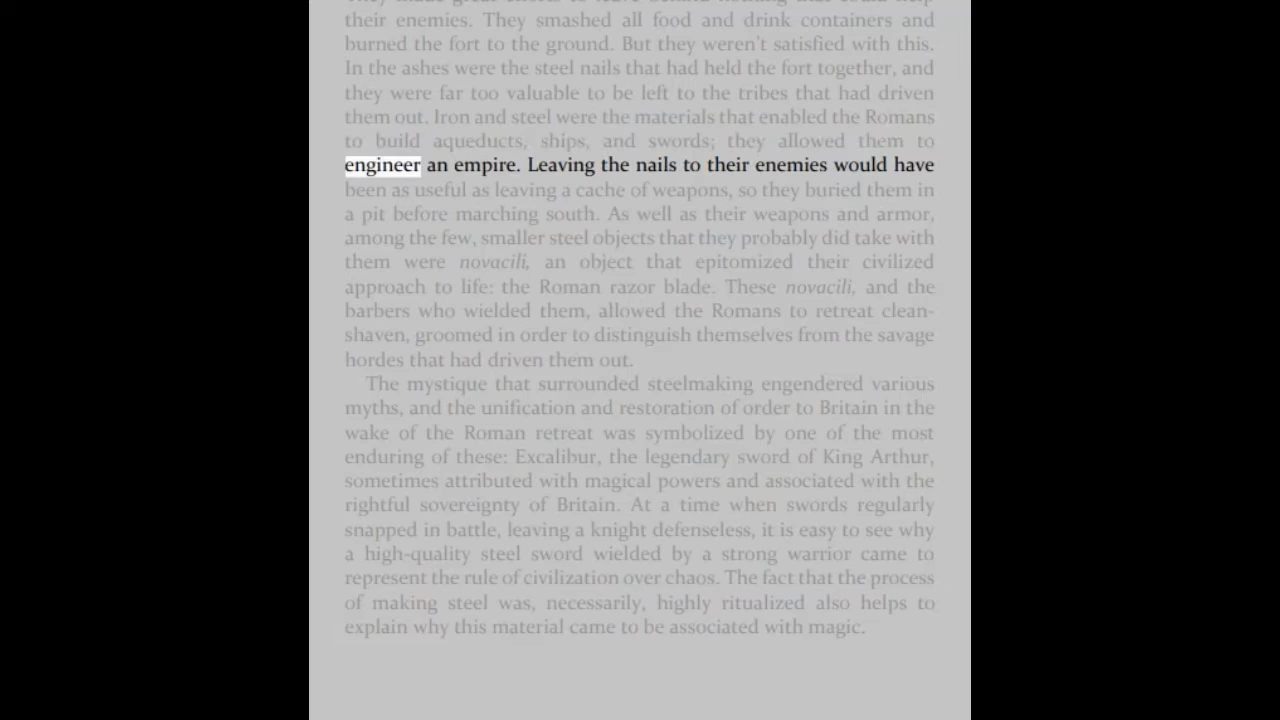 their enemies. They smashed all food and drink containers and
burned the fort to the ground. But they weren't satisfied with this.
In the ashes were the steel nails that had held the fort together, and
they were far too valuable to be left to the tribes that had driven
them out. Iron and steel were the materials that enabled the Romans
to build aqueducts, ships, and swords; they allowed them to
engineer an empire. Leaving the nails to their enemies would have
been as useful as leaving a cache of weapons, so they buried them in
a pit before marching south. As well as their weapons and armor,
among the few, smaller steel objects that they probably did take with
them were novacili, an object that epitomized their civilized
approach to life: the Roman razor blade. These novacili, and the
barbers who wielded them, allowed the Romans to retreat clean-
shaven, groomed in order to distinguish themselves from the savage
hordes that had driven them out.
The mystique that surrounded steelmaking engendered various
myths, and the unification and restoration of order to Britain in the
wake of the Roman retreat was symbolized by one of the most
enduring of these: Excalibur, the legendary sword of King Arthur,
sometimes attributed with magical powers and associated with the
rightful sovereignty of Britain. At a time when swords regularly
snapped in battle, leaving a knight defenseless, it is easy to see why
a high-quality steel sword wielded by a strong warrior came to
represent the rule of civilization over chaos. The fact that the process
of making steel was, necessarily, highly ritualized also helps to
explain why this material came to be associated with magic.